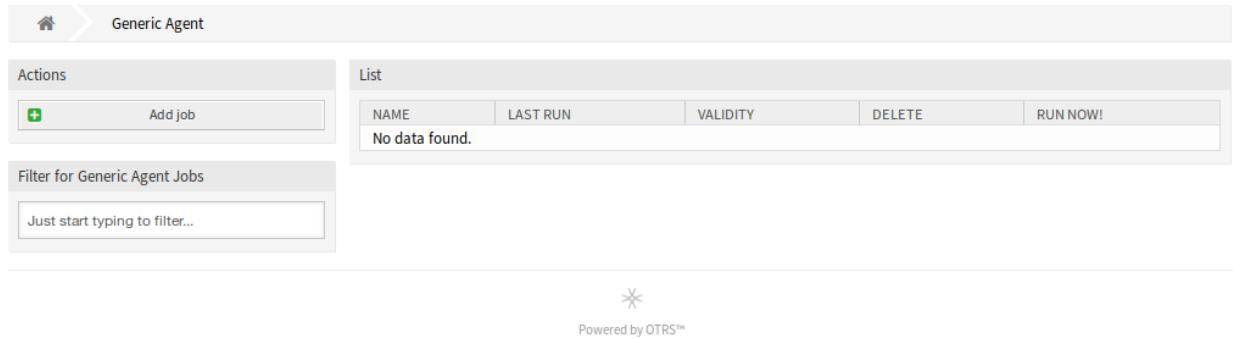 Generic Agent
Actions
Add job
Filter for Generic Agent Jobs
Just start typing to filter...
List
NAME LAST RUN VALIDITY DELETE RUN NOW!
No data found.
Powered by OTRS™